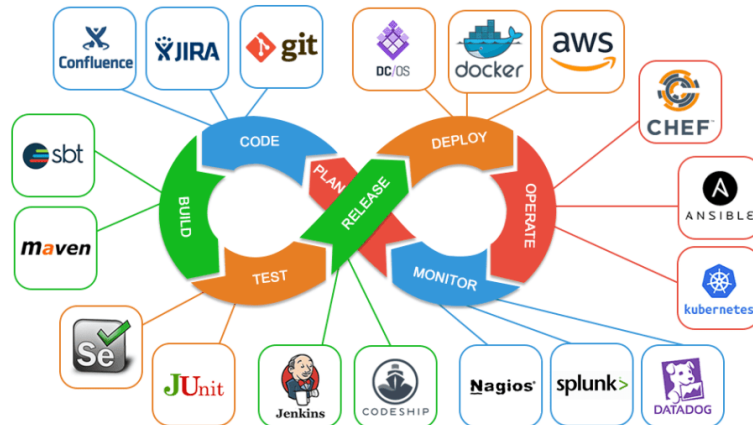 Confluence
JIRA
git
DC/OS
docker
aws
CHEF
sbt
CODE
DEPLOY
PLAN
RELEASE
BUILD
OPERATE
ANSIBLE
maven
TEST
MONITOR
kubernetes
Se
JUnit
Jenkins
CODESHIP
Nagios®
splunk>
DATADOG